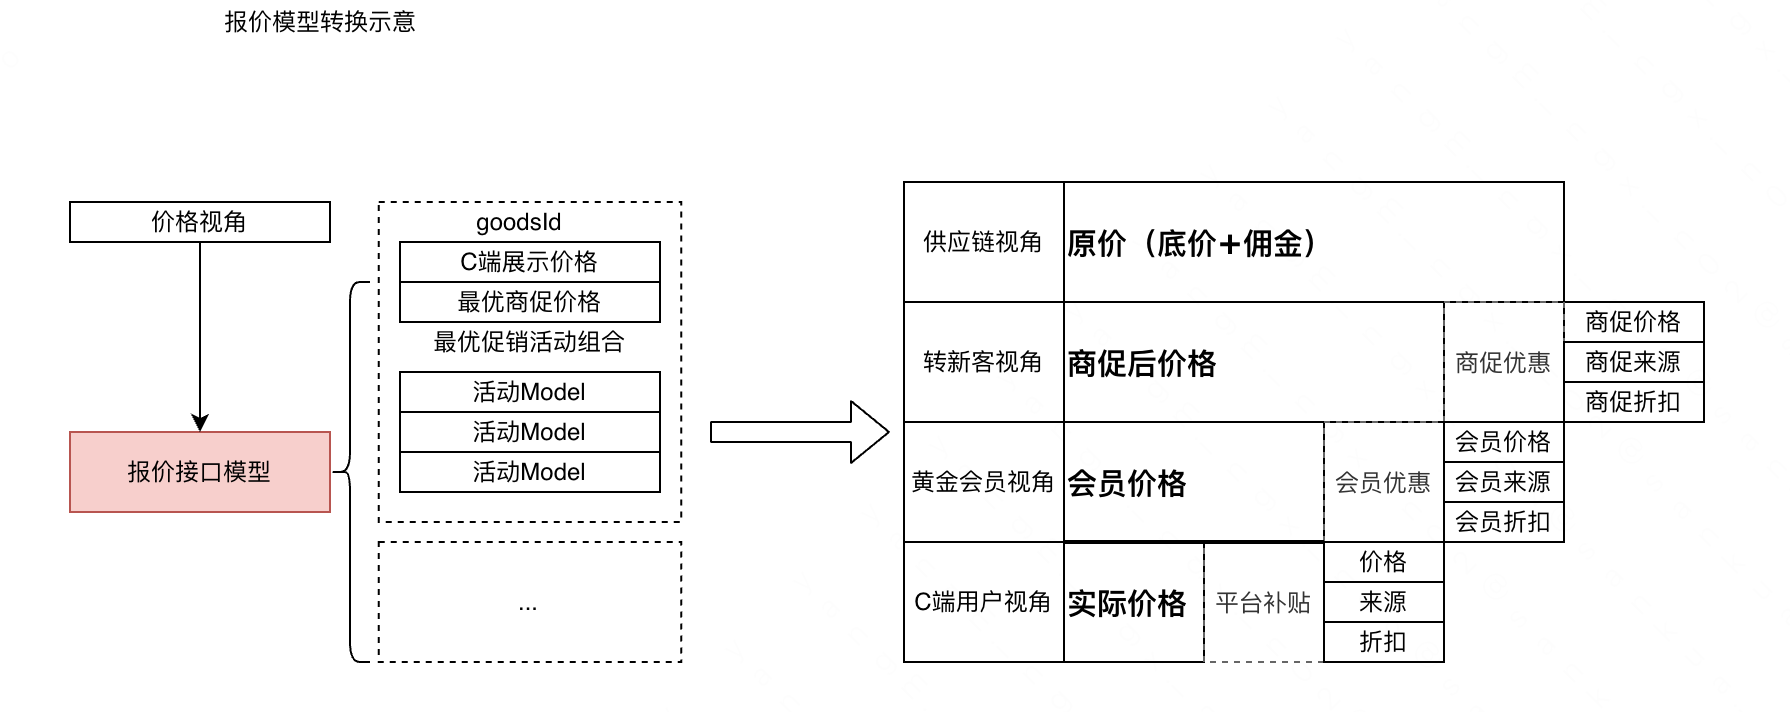 报价模型转换示意
价格视角
报价接口模型
goodsId
C端展示价格
最优商促价格
最优促销活动组合
活动Model
活动Model
活动Model
...
供应链视角
原价（底价+佣金）
转新客视角
商促后价格
商促优惠
商促价格
商促来源
商促折扣
黄金会员视角
会员价格
会员优惠
会员价格
会员来源
会员折扣
C端用户视角
实际价格
平台补贴
价格
来源
折扣